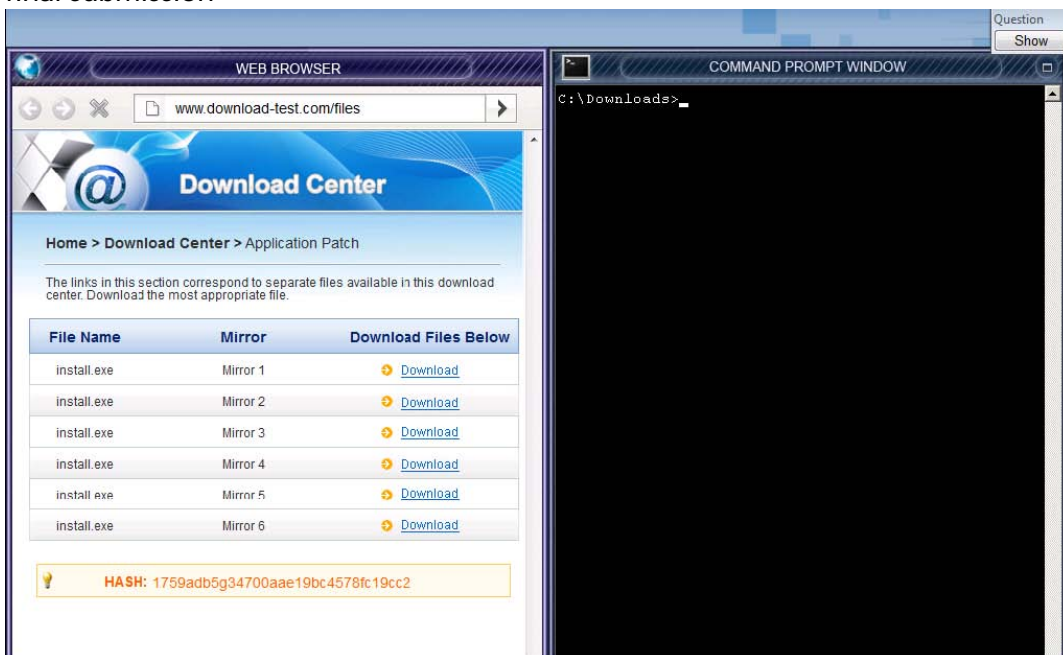 final submission
Question
Show
WEB BROWSER
www.download-test.com/files
Download Center
Home > Download Center > Application Patch
The links in this section correspond to separate files available in this download
center. Download the most appropriate file.
File Name Mirror Download Files Below
install.exe Mirror 1 Download
install.exe Mirror 2 Download
install.exe Mirror 3 Download
install.exe Mirror 4 Download
install.exe Mirror 5 Download
install.exe Mirror 6 Download
HASH: 1759adb5g34700aae19bc4578fc19cc2
COMMAND PROMPT WINDOW
C:\Downloads>_